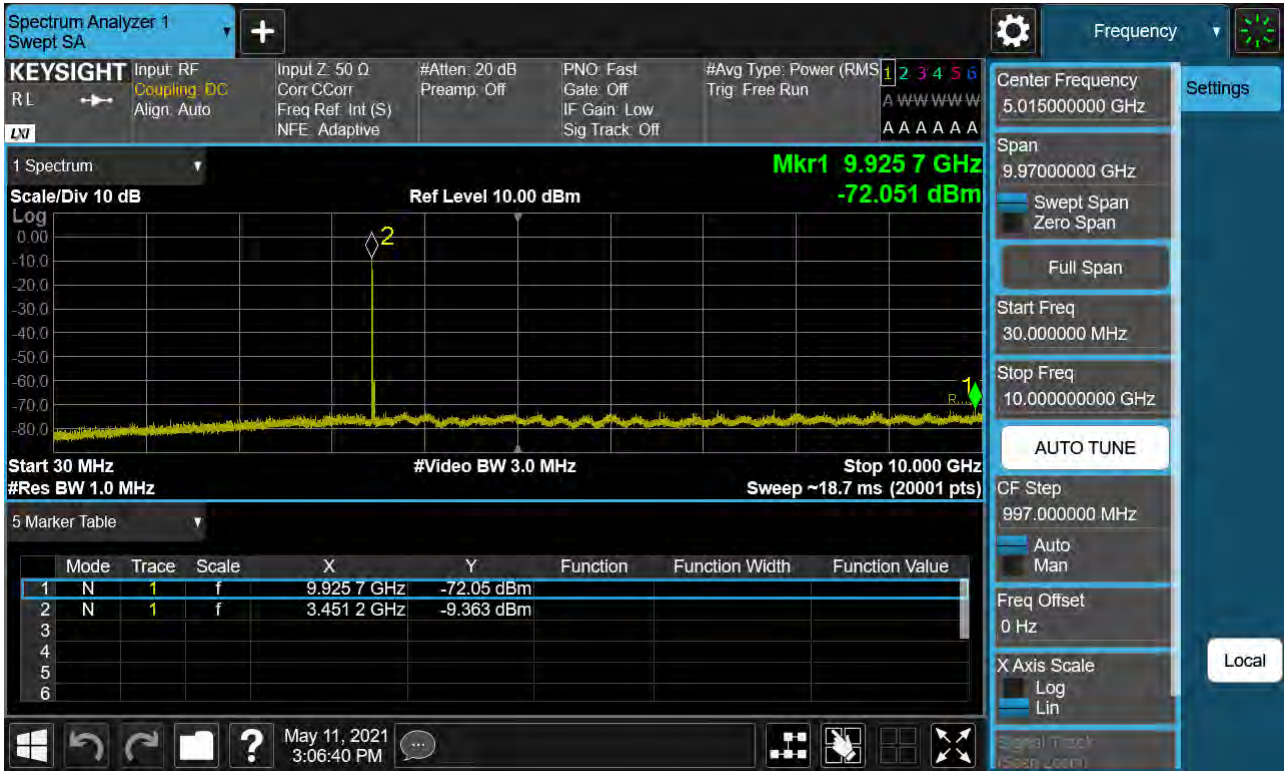 Spectrum Analyzer 1
Swept SA
Frequency
KEYSIGHT
R L
LXI
Input: RF
Coupling: DC
Align: Auto
Input Z: 50 Ω
Corr CCorr
Freq Ref: Int (S)
NFE: Adaptive
#Atten: 20 dB
Preamp: Off
PNO: Fast
Gate: Off
IF Gain: Low
Sig Track: Off
#Avg Type: Power (RMS
Trig: Free Run
1 2 3 4 5 6
A W W W W W
A A A A A A
1 Spectrum
Scale/Div 10 dB
Ref Level 10.00 dBm
Mkr1 9.925 7 GHz
-72.051 dBm
Log
0.00
-10.0
-20.0
-30.0
-40.0
-50.0
-60.0
-70.0
-80.0
2
1
R...
Start 30 MHz
#Video BW 3.0 MHz
Stop 10.000 GHz
#Res BW 1.0 MHz
Sweep ~18.7 ms (20001 pts)
5 Marker Table
Mode Trace Scale X Y Function Function Width Function Value
1 N 1 f 9.925 7 GHz -72.05 dBm
2 N 1 f 3.451 2 GHz -9.363 dBm
3
4
5
6
May 11, 2021
3:06:40 PM
Center Frequency
5.015000000 GHz
Span
9.97000000 GHz
Swept Span
Zero Span
Full Span
Start Freq
30.000000 MHz
Stop Freq
10.000000000 GHz
AUTO TUNE
CF Step
997.000000 MHz
Auto
Man
Freq Offset
0 Hz
X Axis Scale
Log
Lin
Signal Track
(Span Zoom)
Settings
Local